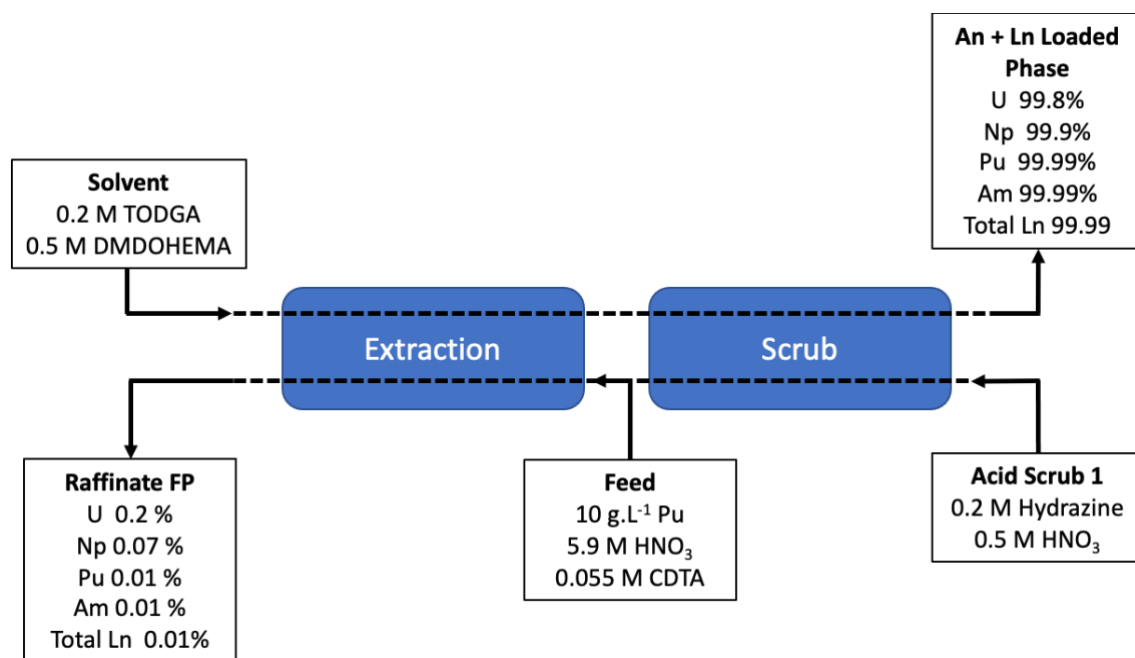 An + Ln Loaded
Phase
U 99.8%
Np 99.9%
Pu 99.99%
Am 99.99%
Total Ln 99.99
Solvent
0.2 M TODGA
0.5 M DMDOHEMA
Extraction
Scrub
Raffinate FP
U 0.2 %
Np 0.07 %
Pu 0.01 %
Am 0.01 %
Total Ln 0.01%
Feed
10 g.L⁻¹ Pu
5.9 M HNO₃
0.055 M CDTA
Acid Scrub 1
0.2 M Hydrazine
0.5 M HNO₃